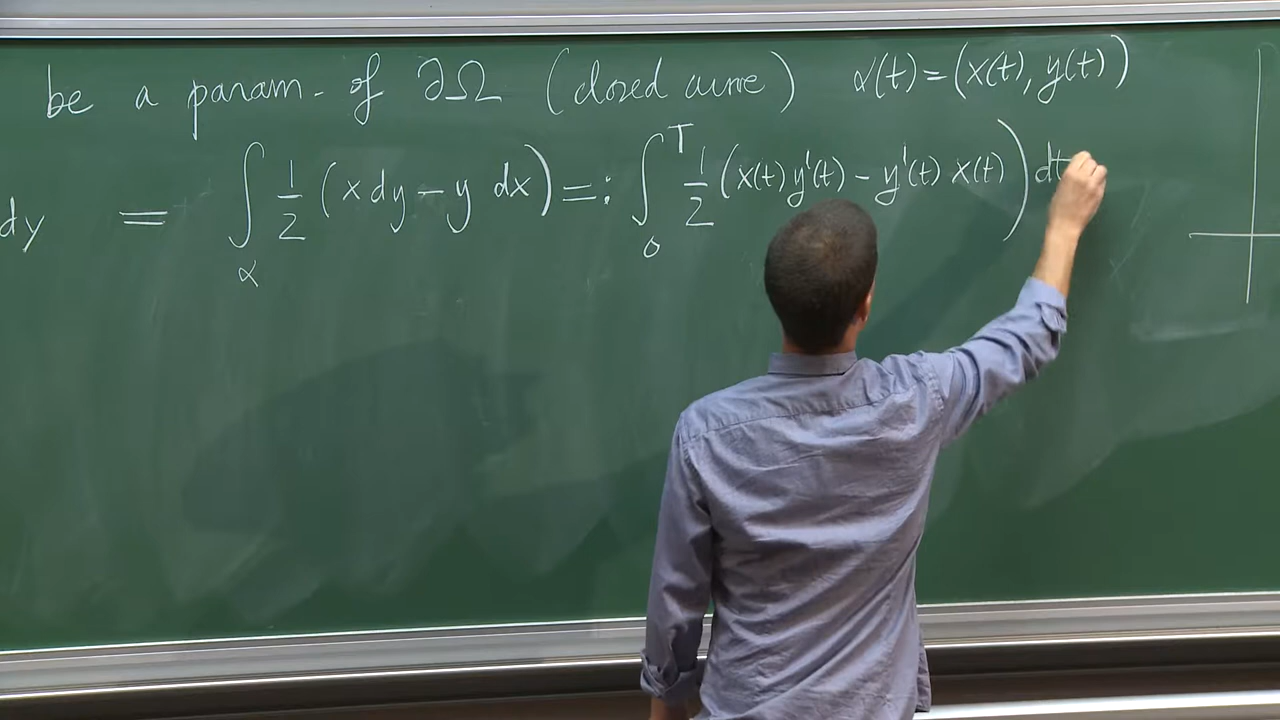 be a param. of ∂Ω (closed curve) α(t) = (x(t), y(t))
dy = ∫_α 1/2 (x dy - y dx) =: ∫_0^T 1/2 (x(t) y'(t) - y'(t) x(t)) dt